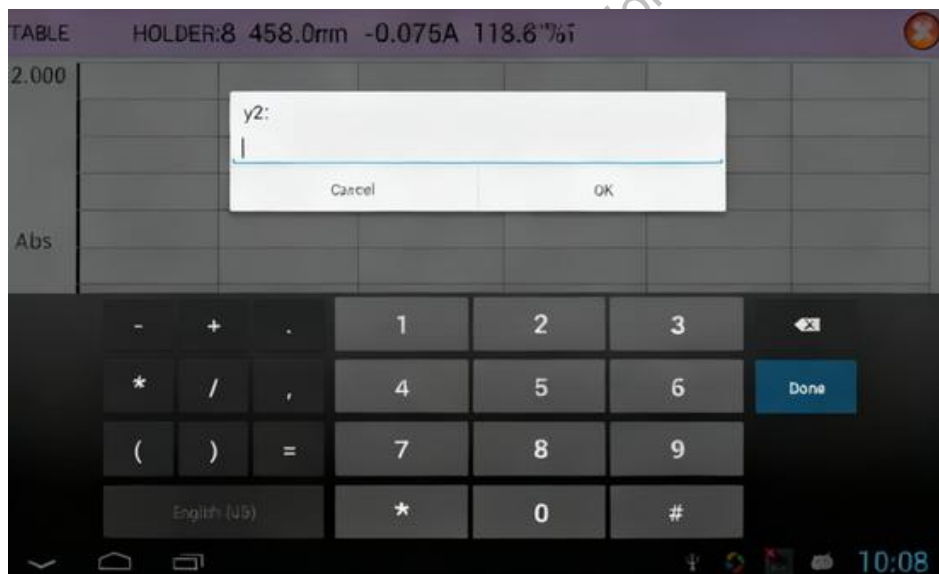 TABLE HOLDER:8 458.0nm -0.075A 118.6
2.000
y2:
Cancel OK
Abs
- + . 1 2 3
* / , 4 5 6 Done
( ) = 7 8 9
English (US) * 0 #
10:08